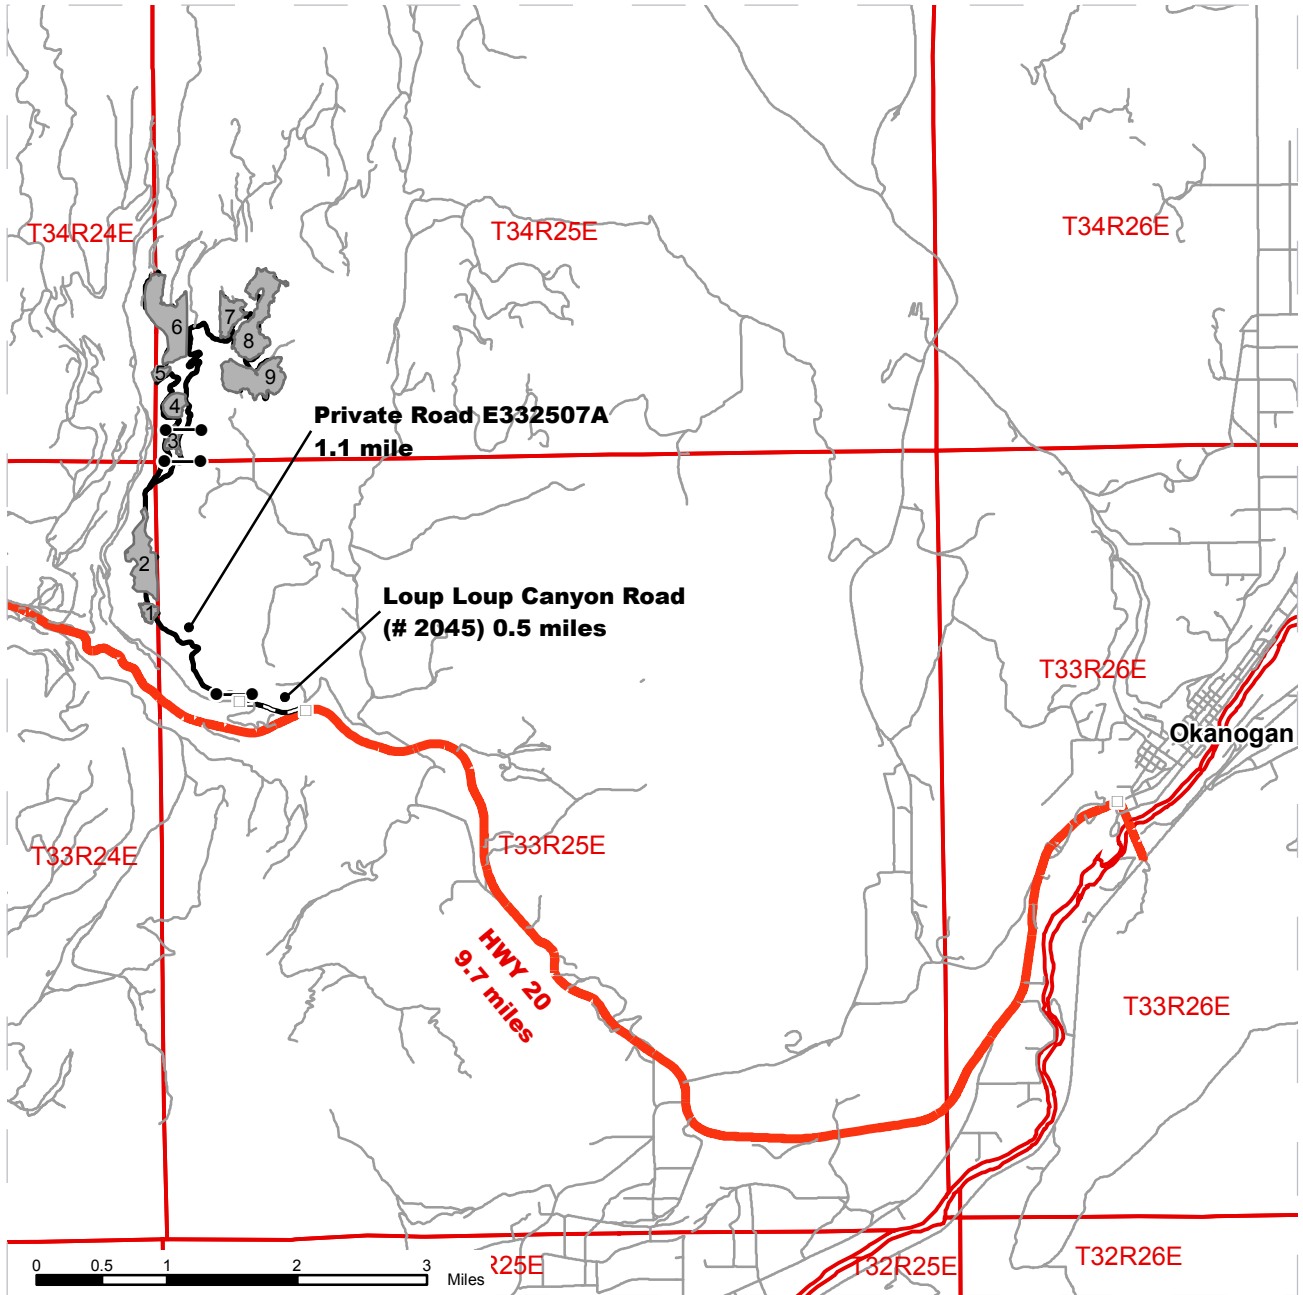 T34R24E
T34R25E
T34R26E
6
7
8
5
9
4
3
Private Road E332507A
1.1 mile
2
1
Loup Loup Canyon Road
(# 2045) 0.5 miles
T33R26E
Okanogan
T33R24E
T33R25E
HWY 20
9.7 miles
T33R26E
R25E
T32R25E
T32R26E
0 0.5 1 2 3
Miles